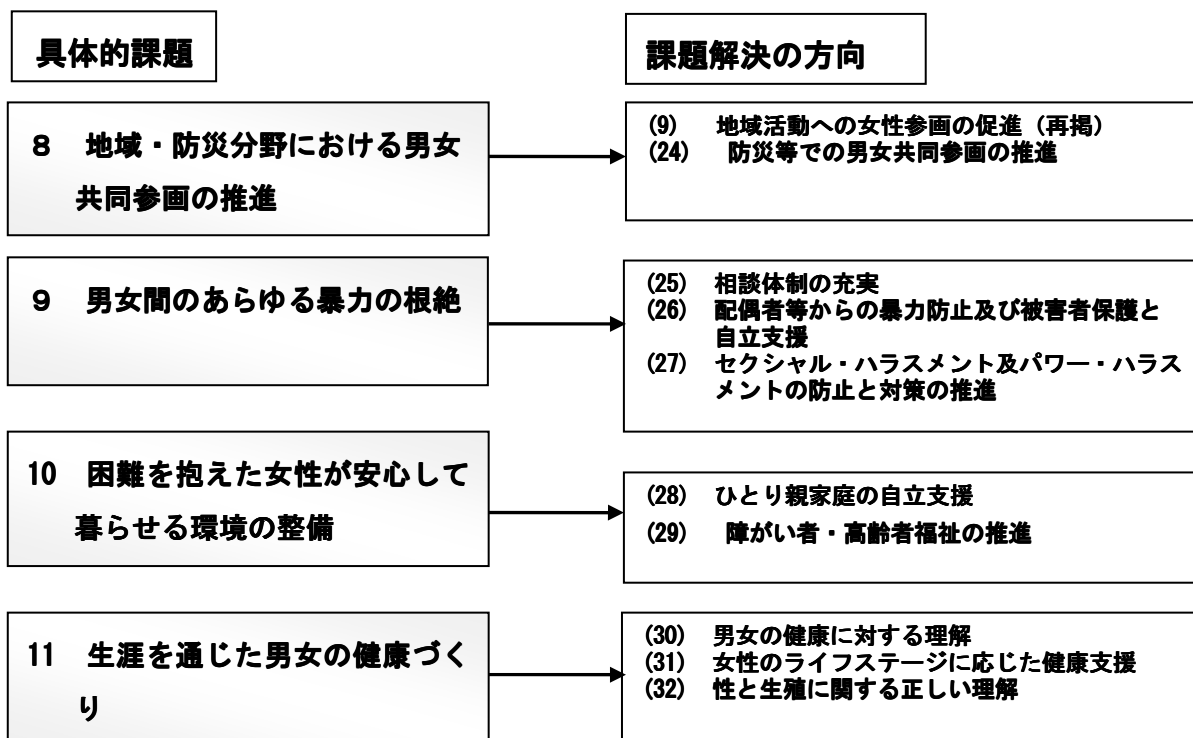 具体的課題
課題解決の方向
8 地域・防災分野における男女
共同参画の推進
(9) 地域活動への女性参画の促進（再掲）
(24) 防災等での男女共同参画の推進
9 男女間のあらゆる暴力の根絶
(25) 相談体制の充実
(26) 配偶者等からの暴力防止及び被害者保護と
自立支援
(27) セクシャル・ハラスメント及パワー・ハラス
メントの防止と対策の推進
10 困難を抱えた女性が安心して
暮らせる環境の整備
(28) ひとり親家庭の自立支援
(29) 障がい者・高齢者福祉の推進
11 生涯を通じた男女の健康づく
り
(30) 男女の健康に対する理解
(31) 女性のライフステージに応じた健康支援
(32) 性と生殖に関する正しい理解